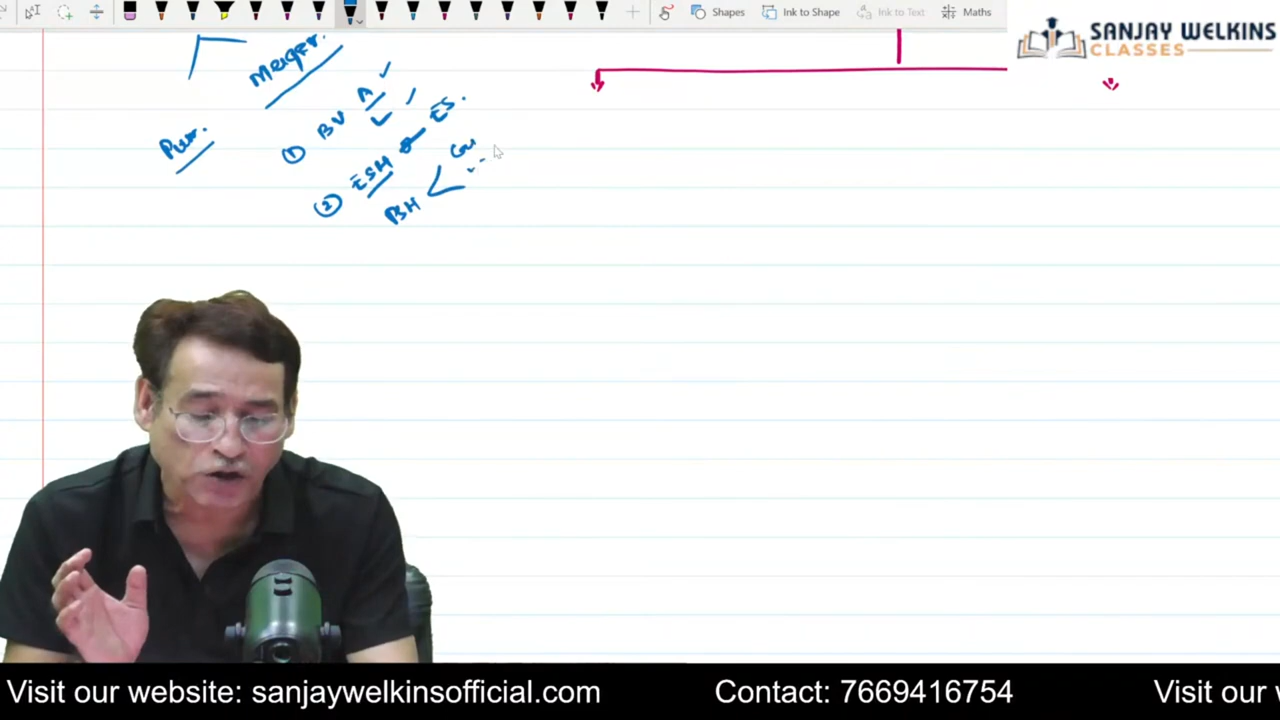 Shapes Ink to Shape Ink to Text Maths
SANJAY WELKINS
CLASSES
Merger.
Pur.
① BV A
② ESH ES.
BH
Visit our website: sanjaywelkinsofficial.com Contact: 7669416754 Visit our w